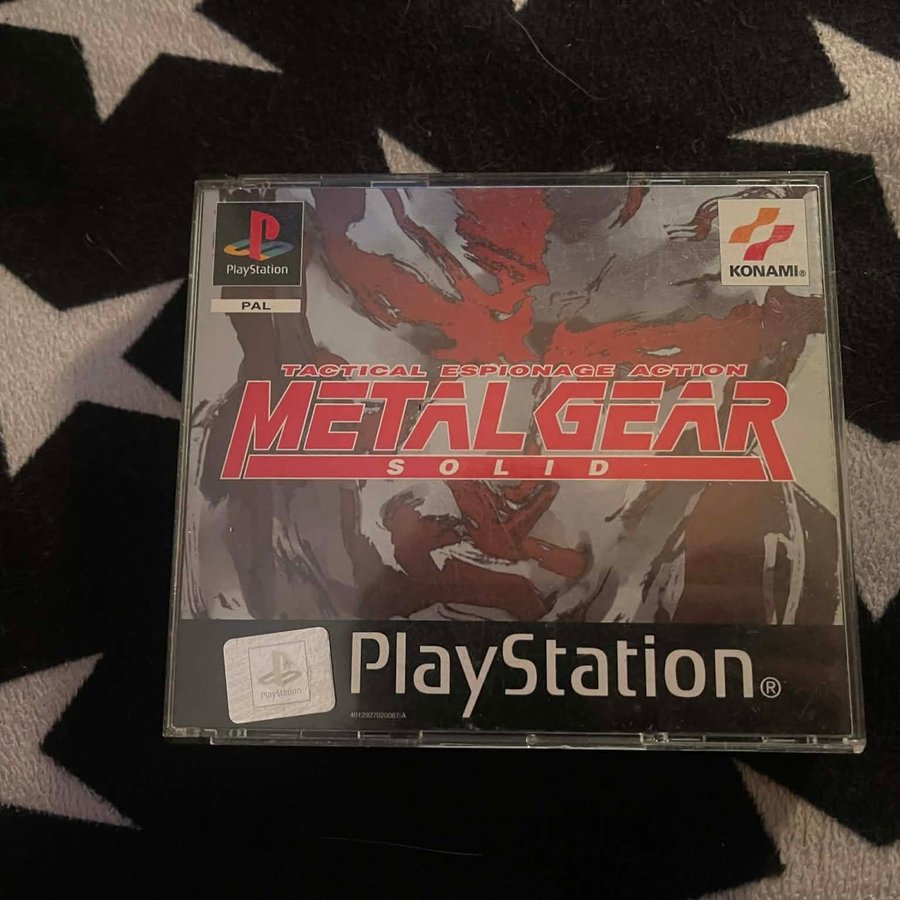 PlayStation
KONAMI®
PAL
TACTICAL ESPIONAGE ACTION
METAL GEAR
SOLID
PlayStation
PlayStation®